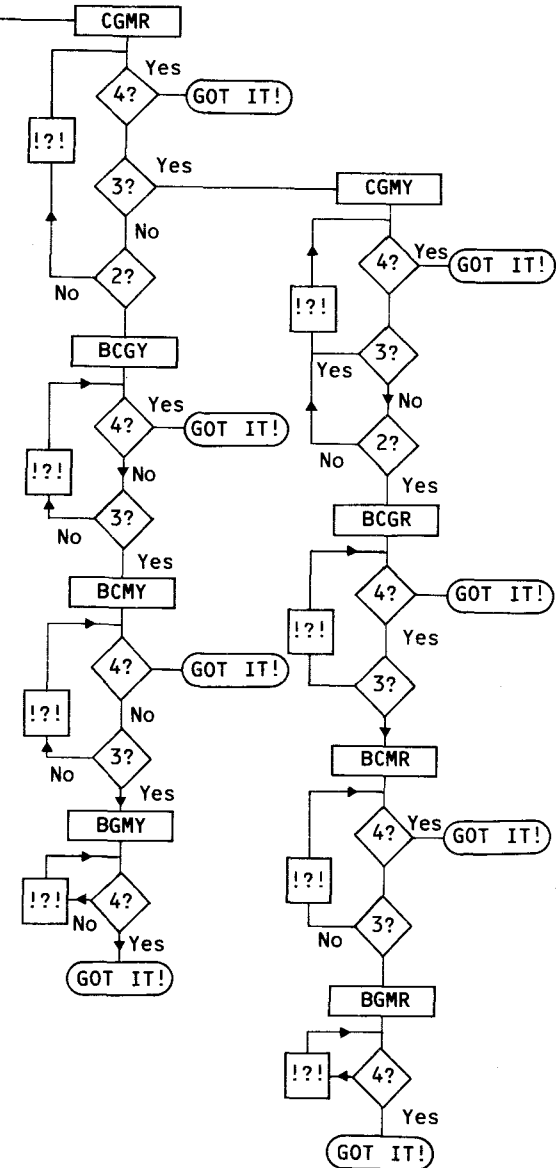 CGMR
Yes
4?
GOT IT!
!?!
Yes
3?
No
2?
No
BCGY
Yes
4?
GOT IT!
!?!
No
3?
No
Yes
BCMY
4?
GOT IT!
!?!
No
3?
No
Yes
BGMY
!?!
4?
No
Yes
GOT IT!
CGMY
Yes
4?
GOT IT!
!?!
3?
Yes
No
2?
No
Yes
BCGR
4?
GOT IT!
!?!
Yes
3?
BCMR
Yes
4?
GOT IT!
!?!
3?
No
BGMR
!?!
4?
Yes
GOT IT!